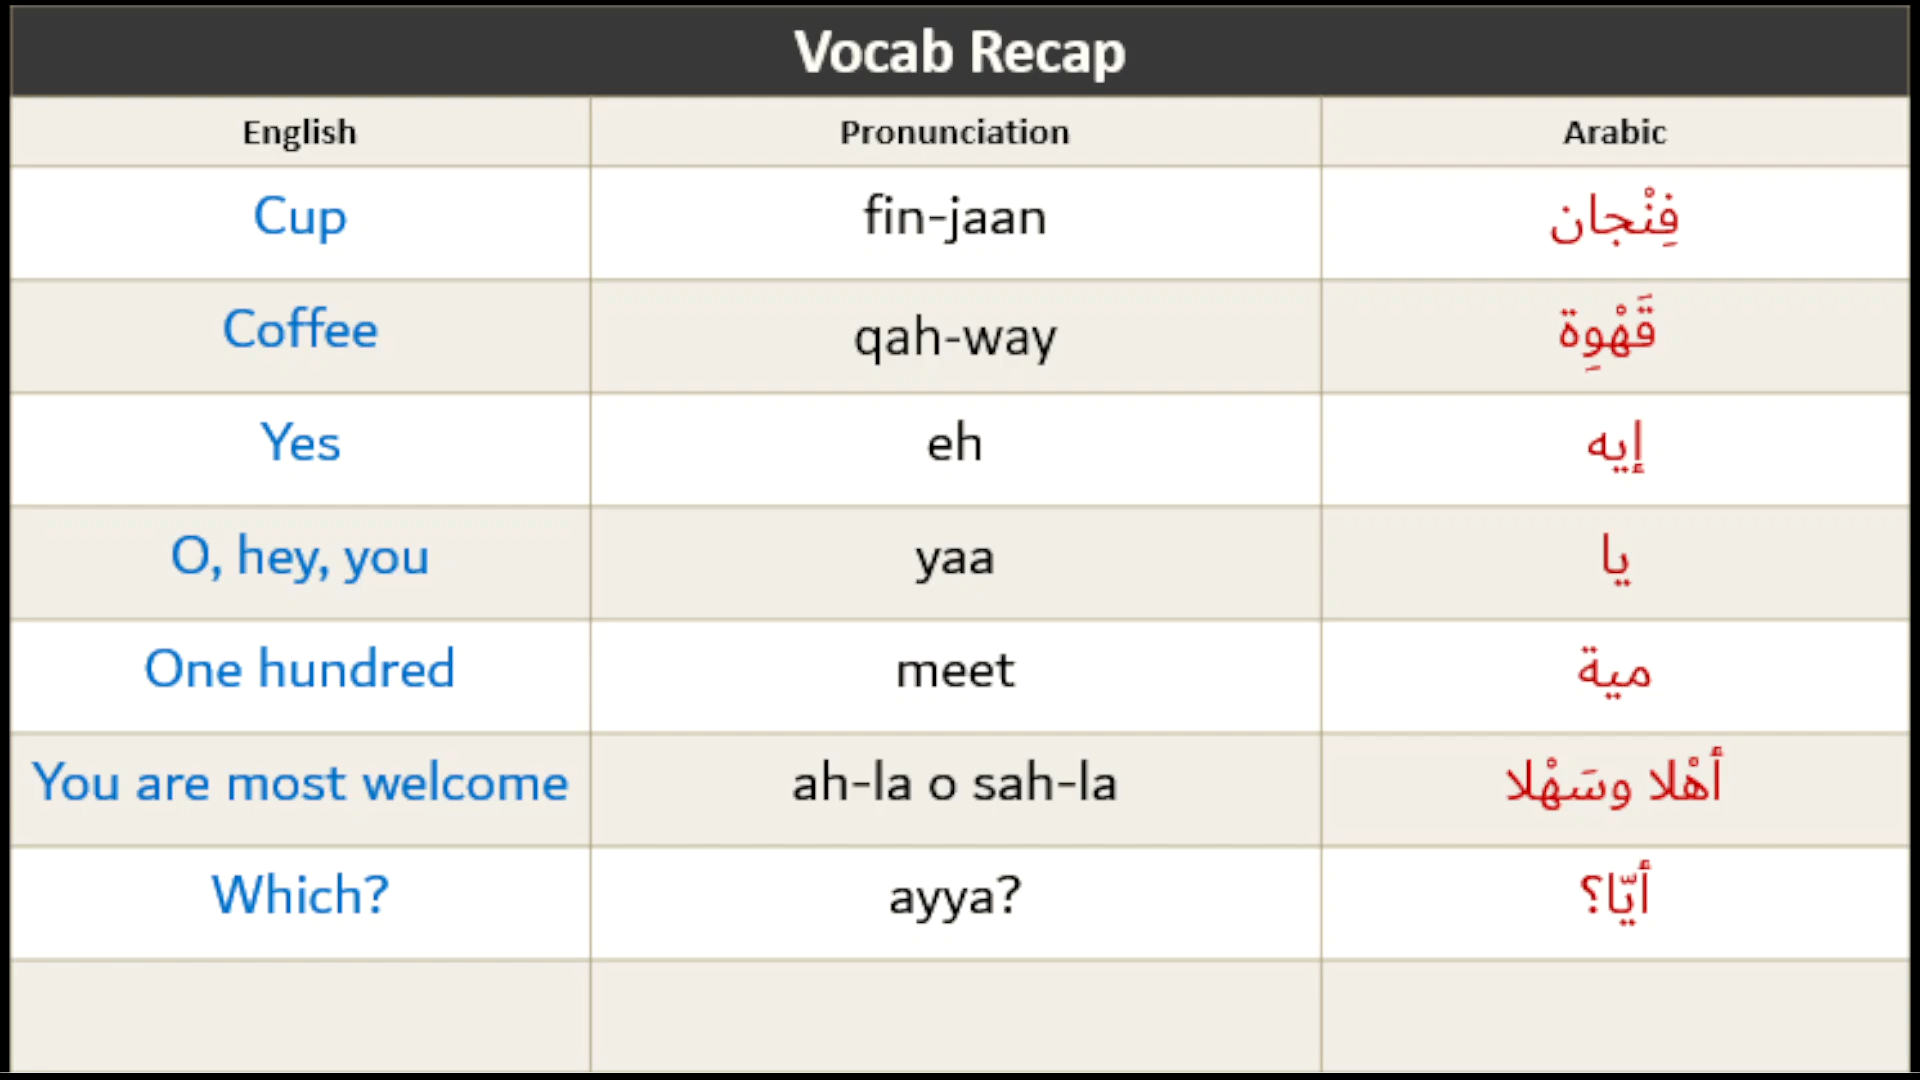 Vocab Recap
English Pronunciation Arabic
Cup fin-jaan فِنْجان
Coffee qah-way قَهْوِة
Yes eh إيه
O, hey, you yaa يا
One hundred meet مية
You are most welcome ah-la o sah-la أهْلا وسَهْلا
Which? ayya? أيّا؟